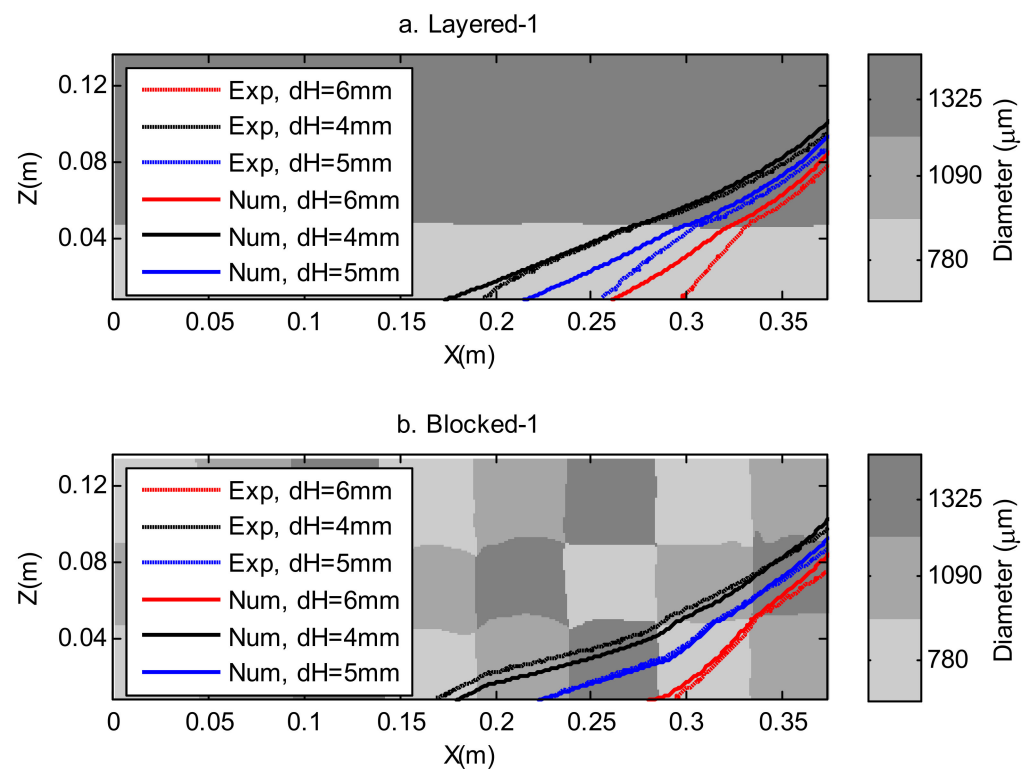 a. Layered-1
Z(m)
0.12
0.08
0.04
Exp, dH=6mm
Exp, dH=4mm
Exp, dH=5mm
Num, dH=6mm
Num, dH=4mm
Num, dH=5mm
0 0.05 0.1 0.15 0.2 0.25 0.3 0.35
X(m)
1325
1090
780
Diameter (µm)
b. Blocked-1
Z(m)
0.12
0.08
0.04
Exp, dH=6mm
Exp, dH=4mm
Exp, dH=5mm
Num, dH=6mm
Num, dH=4mm
Num, dH=5mm
0 0.05 0.1 0.15 0.2 0.25 0.3 0.35
X(m)
1325
1090
780
Diameter (µm)